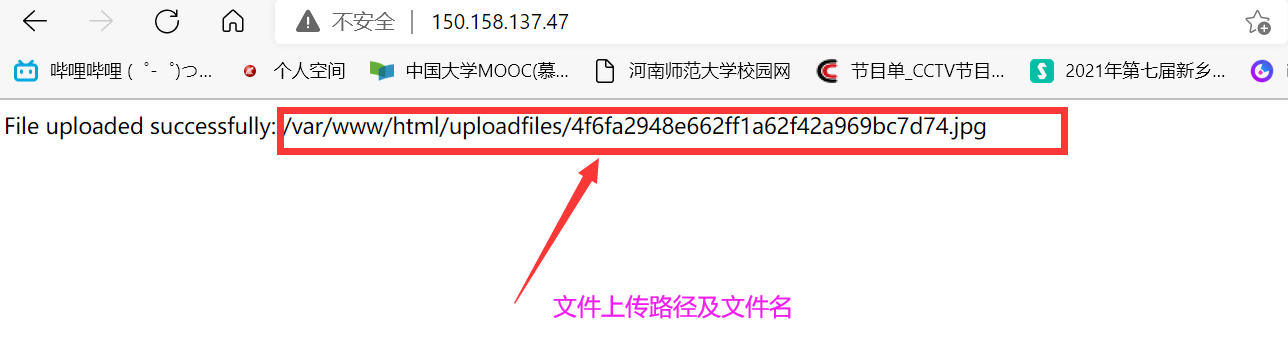 不安全 | 150.158.137.47
哔哩哔哩 (゜-゜)つ... 个人空间 中国大学MOOC(慕... 河南师范大学校园网 节目单_CCTV节目... 2021年第七届新乡...
File uploaded successfully: /var/www/html/uploadfiles/4f6fa2948e662ff1a62f42a969bc7d74.jpg
文件上传路径及文件名